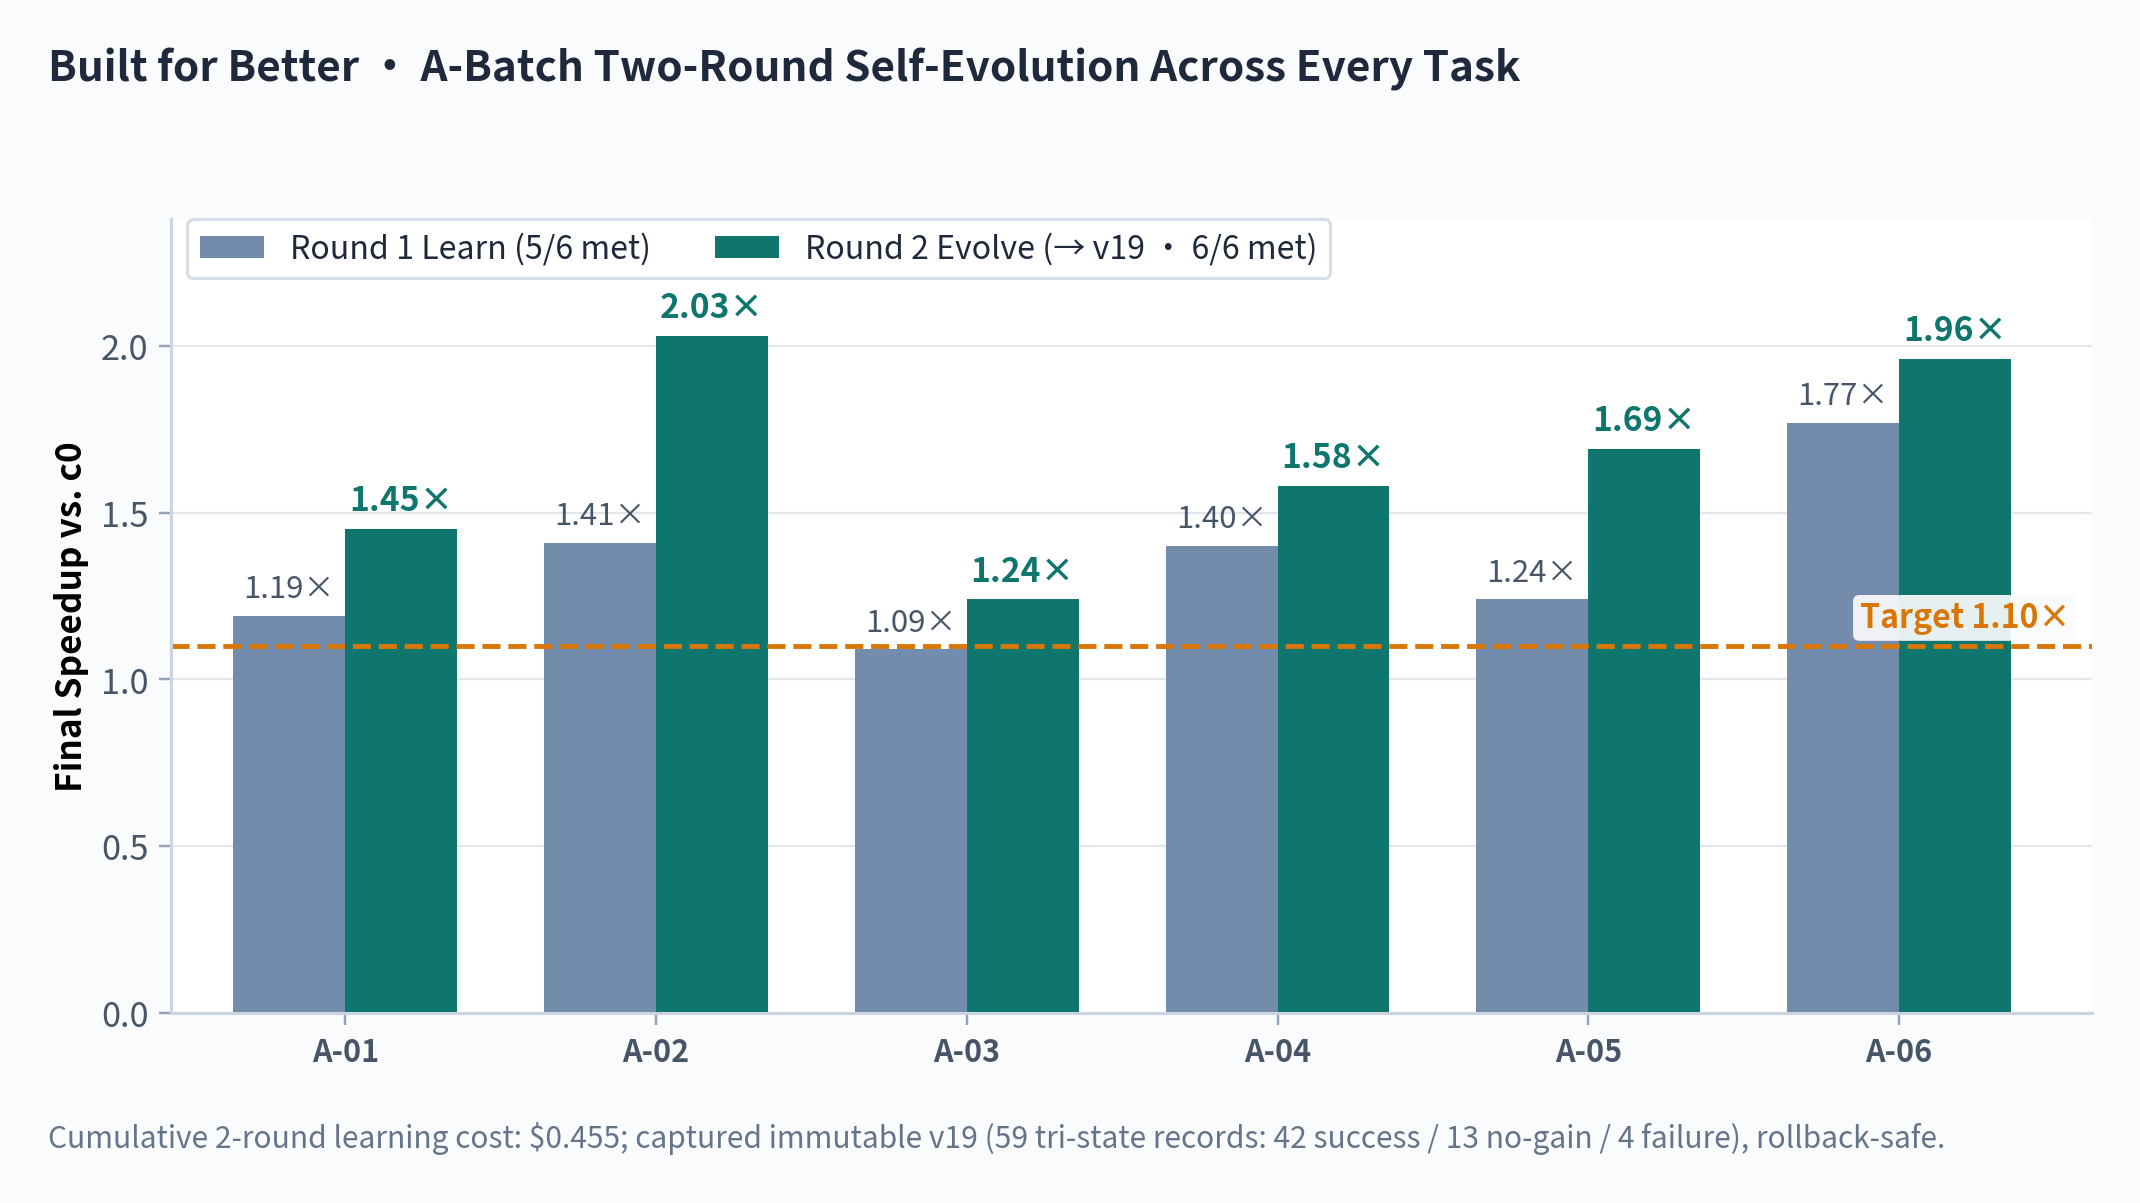 Built for Better • A-Batch Two-Round Self-Evolution Across Every Task
Round 1 Learn (5/6 met)
Round 2 Evolve (→ v19 • 6/6 met)
Final Speedup vs. c0
2.0
1.5
1.0
0.5
0.0
1.19×
1.45×
1.41×
2.03×
1.09×
1.24×
1.40×
1.58×
1.24×
1.69×
1.77×
1.96×
Target 1.10×
A-01
A-02
A-03
A-04
A-05
A-06
Cumulative 2-round learning cost: $0.455; captured immutable v19 (59 tri-state records: 42 success / 13 no-gain / 4 failure), rollback-safe.